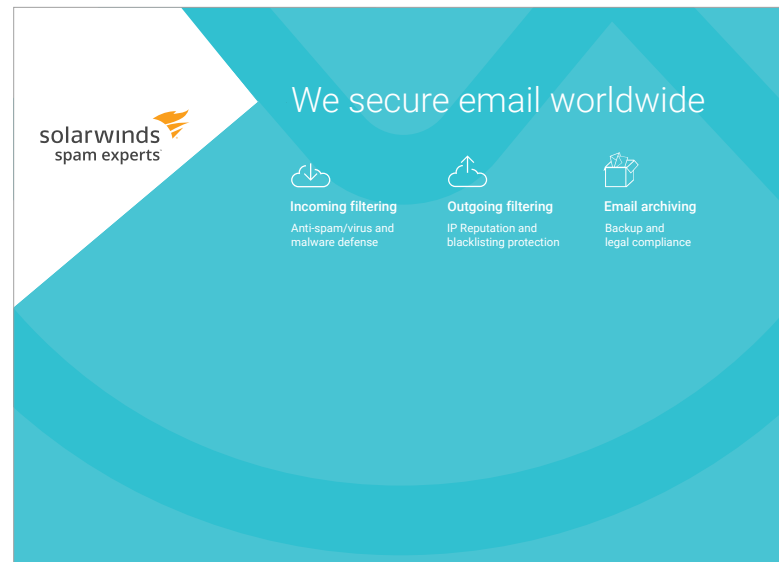 solarwinds
spam experts
We secure email worldwide
Incoming filtering
Anti-spam/virus and
malware defense
Outgoing filtering
IP Reputation and
blacklisting protection
Email archiving
Backup and
legal compliance